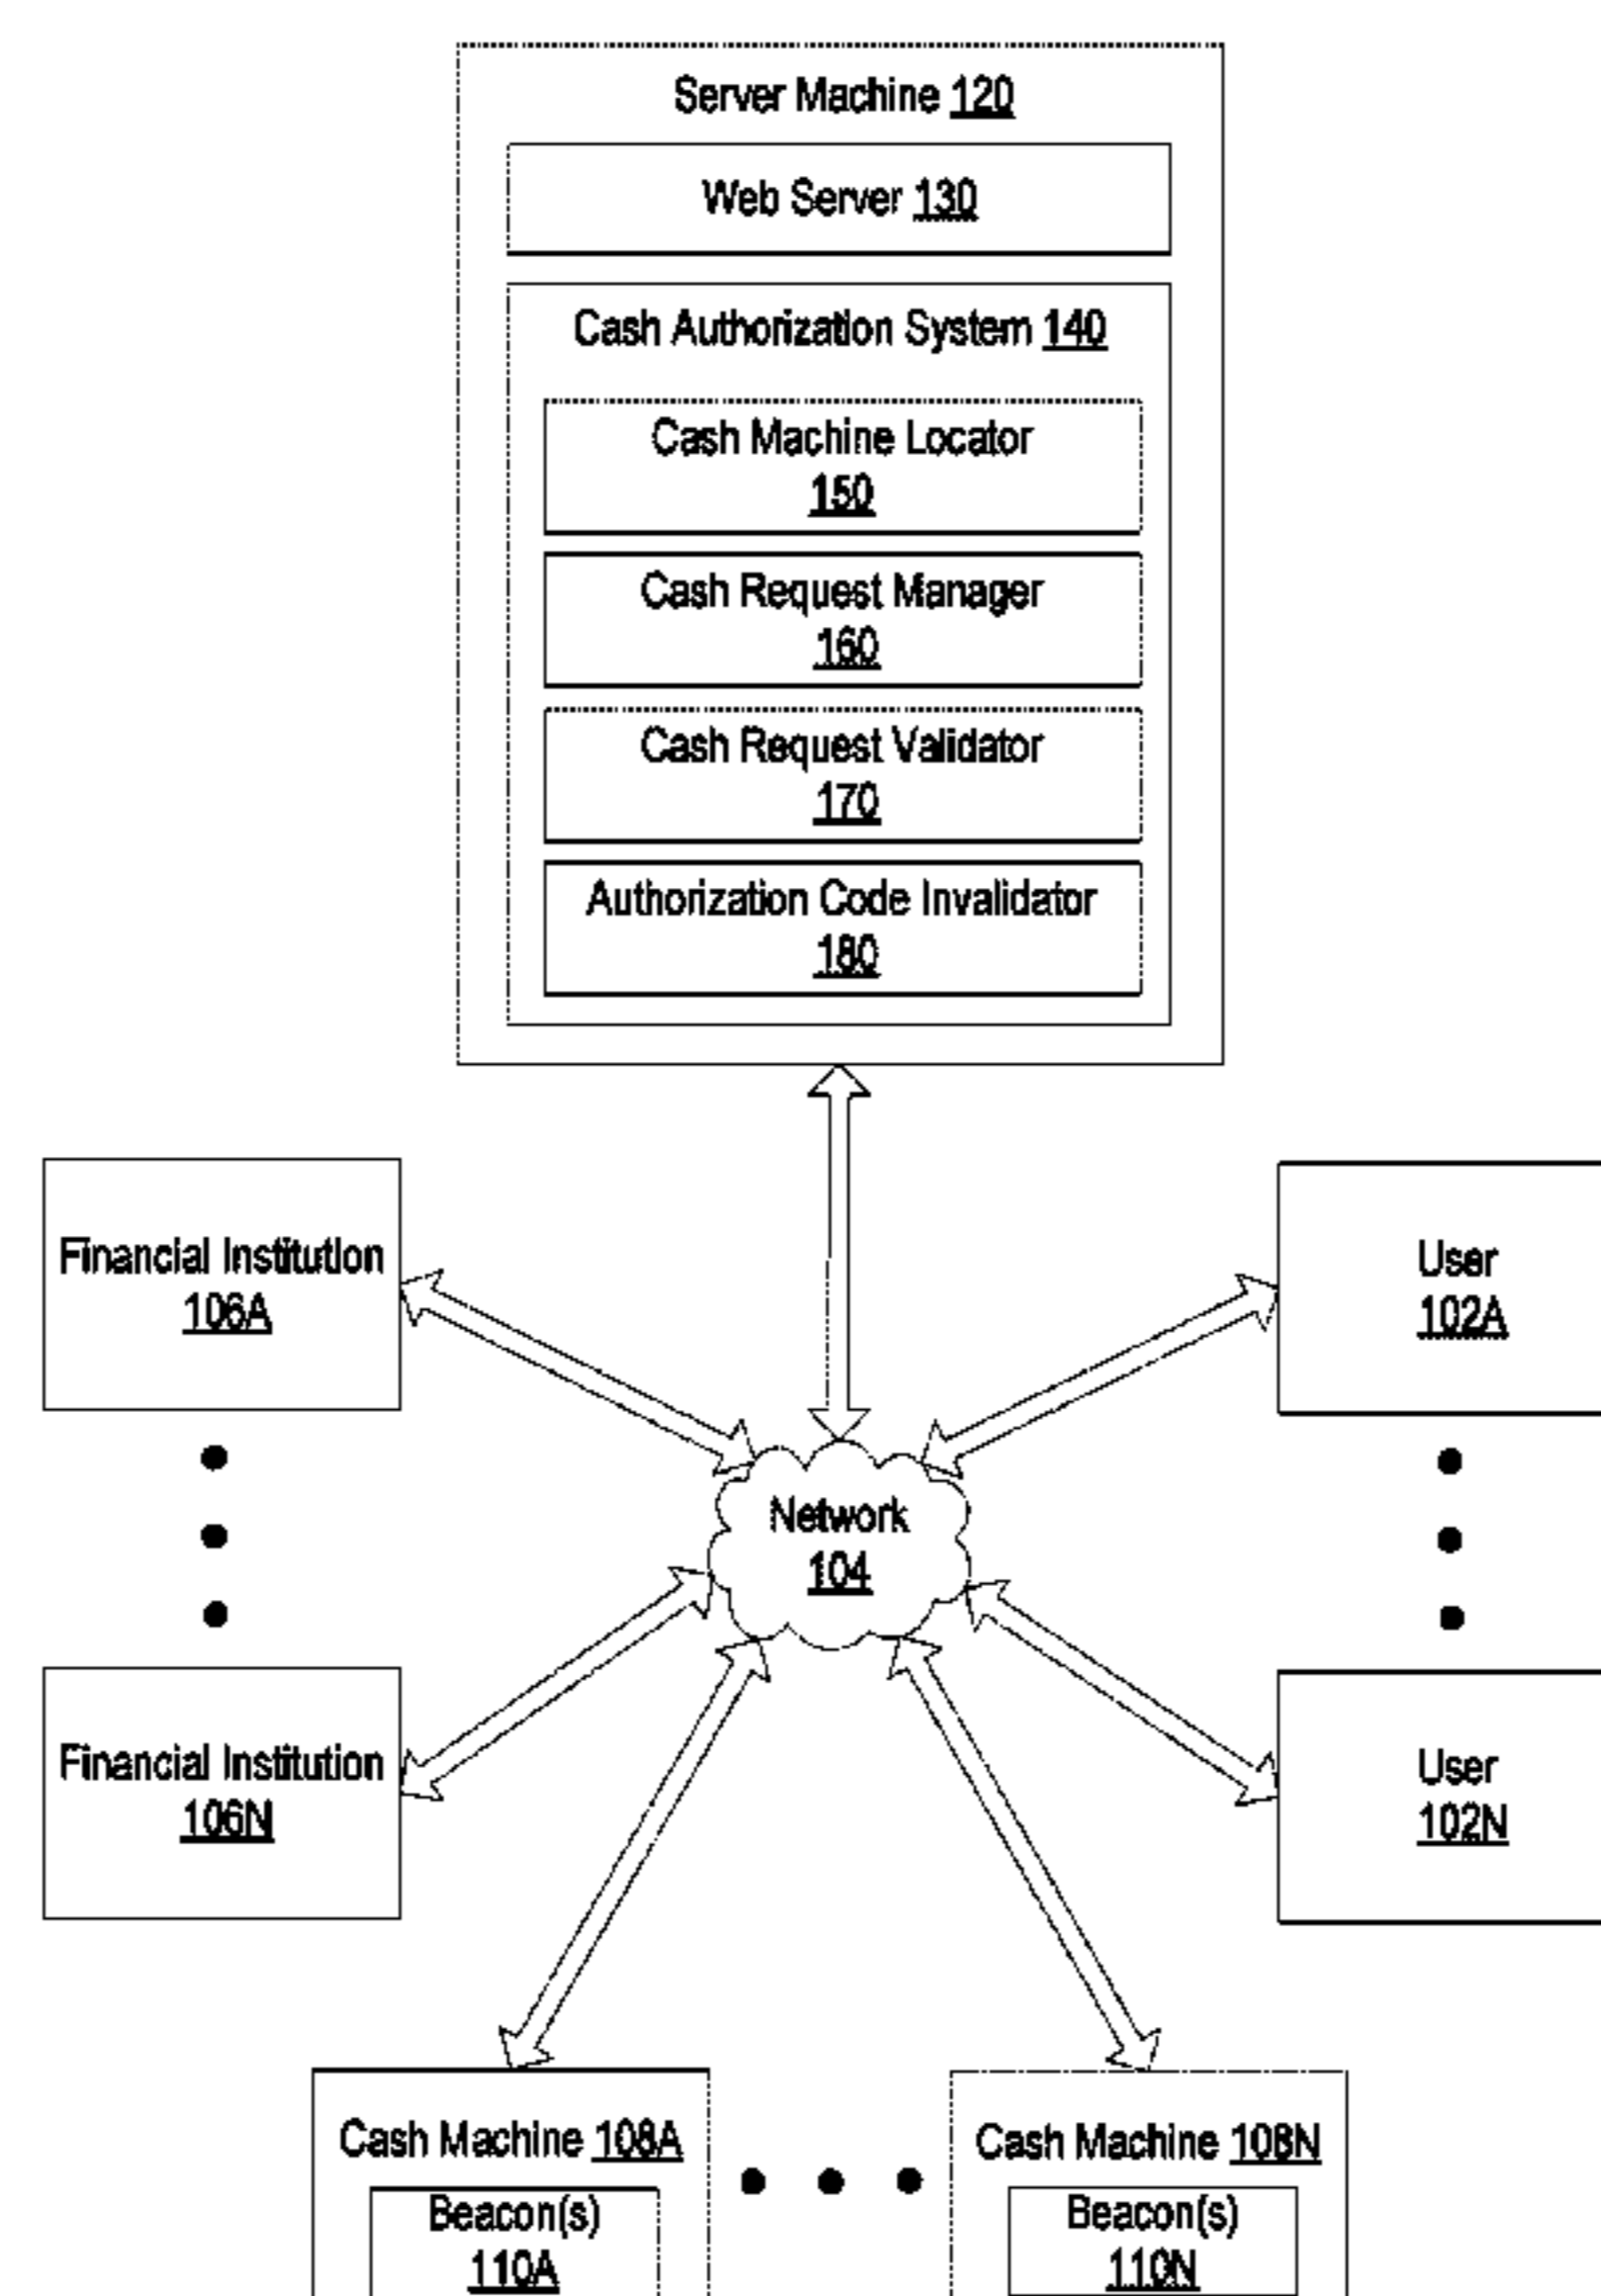 Server Machine 120
Web Server 130
Cash Authorization System 140
Cash Machine Locator
150
Cash Request Manager
160
Cash Request Validator
170
Authorization Code Invalidator
180
Financial Institution
106A
User
102A
Network
104
Financial Institution
106N
User
102N
Cash Machine 108A
Beacon(s)
110A
Cash Machine 108N
Beacon(s)
110N